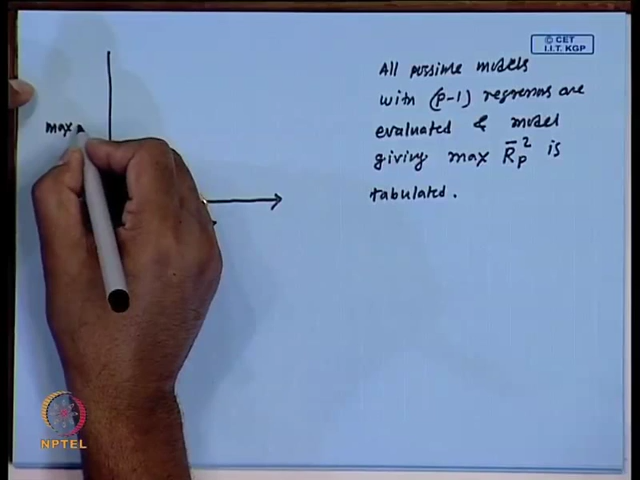 © CET
I.I.T. KGP
All possible models
with (p-1) regressors are
evaluated & model
giving max R̄ₚ² is
tabulated.
max
NPTEL